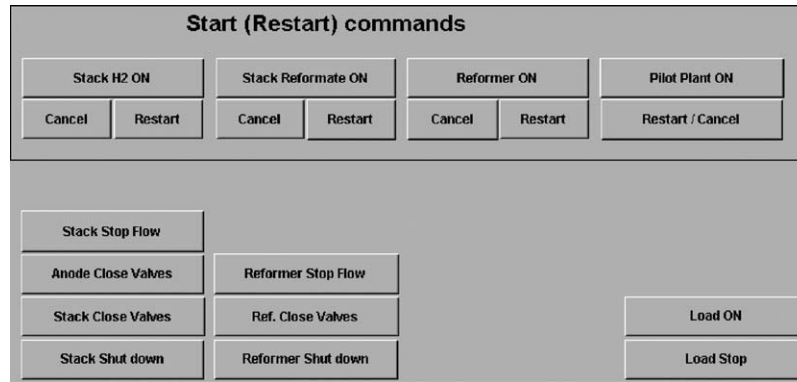 Start (Restart) commands
Stack H2 ON
Stack Reformate ON
Reformer ON
Pilot Plant ON
Cancel
Restart
Cancel
Restart
Cancel
Restart
Restart / Cancel
Stack Stop Flow
Anode Close Valves
Reformer Stop Flow
Stack Close Valves
Ref. Close Valves
Load ON
Stack Shut down
Reformer Shut down
Load Stop